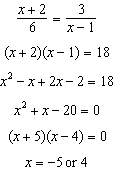 (x + 2)/6 = 3/(x − 1)
(x + 2)(x − 1) = 18
x² − x + 2x − 2 = 18
x² + x − 20 = 0
(x + 5)(x − 4) = 0
x = −5 or 4